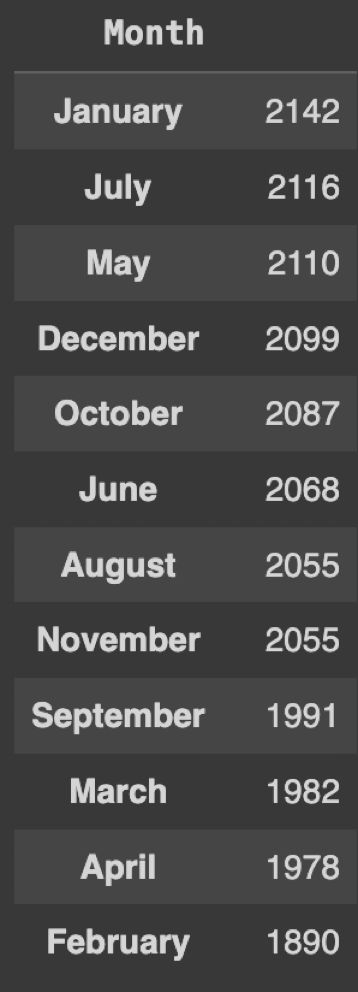 Month
January 2142
July 2116
May 2110
December 2099
October 2087
June 2068
August 2055
November 2055
September 1991
March 1982
April 1978
February 1890